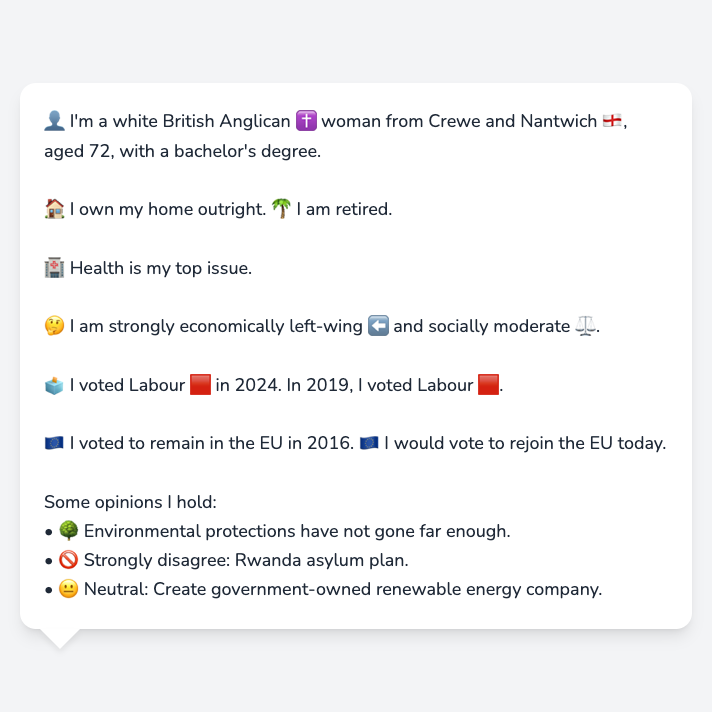 👤 I'm a white British Anglican ✝️ woman from Crewe and Nantwich 🏴󠁧󠁢󠁥󠁮󠁧󠁿,
aged 72, with a bachelor's degree.
🏠 I own my home outright. 🌴 I am retired.
🏥 Health is my top issue.
🤔 I am strongly economically left-wing ⬅️ and socially moderate ⚖️.
🗳️ I voted Labour 🟥 in 2024. In 2019, I voted Labour 🟥.
🇪🇺 I voted to remain in the EU in 2016. 🇪🇺 I would vote to rejoin the EU today.
Some opinions I hold:
• 🌳 Environmental protections have not gone far enough.
• 🚫 Strongly disagree: Rwanda asylum plan.
• 😐 Neutral: Create government-owned renewable energy company.